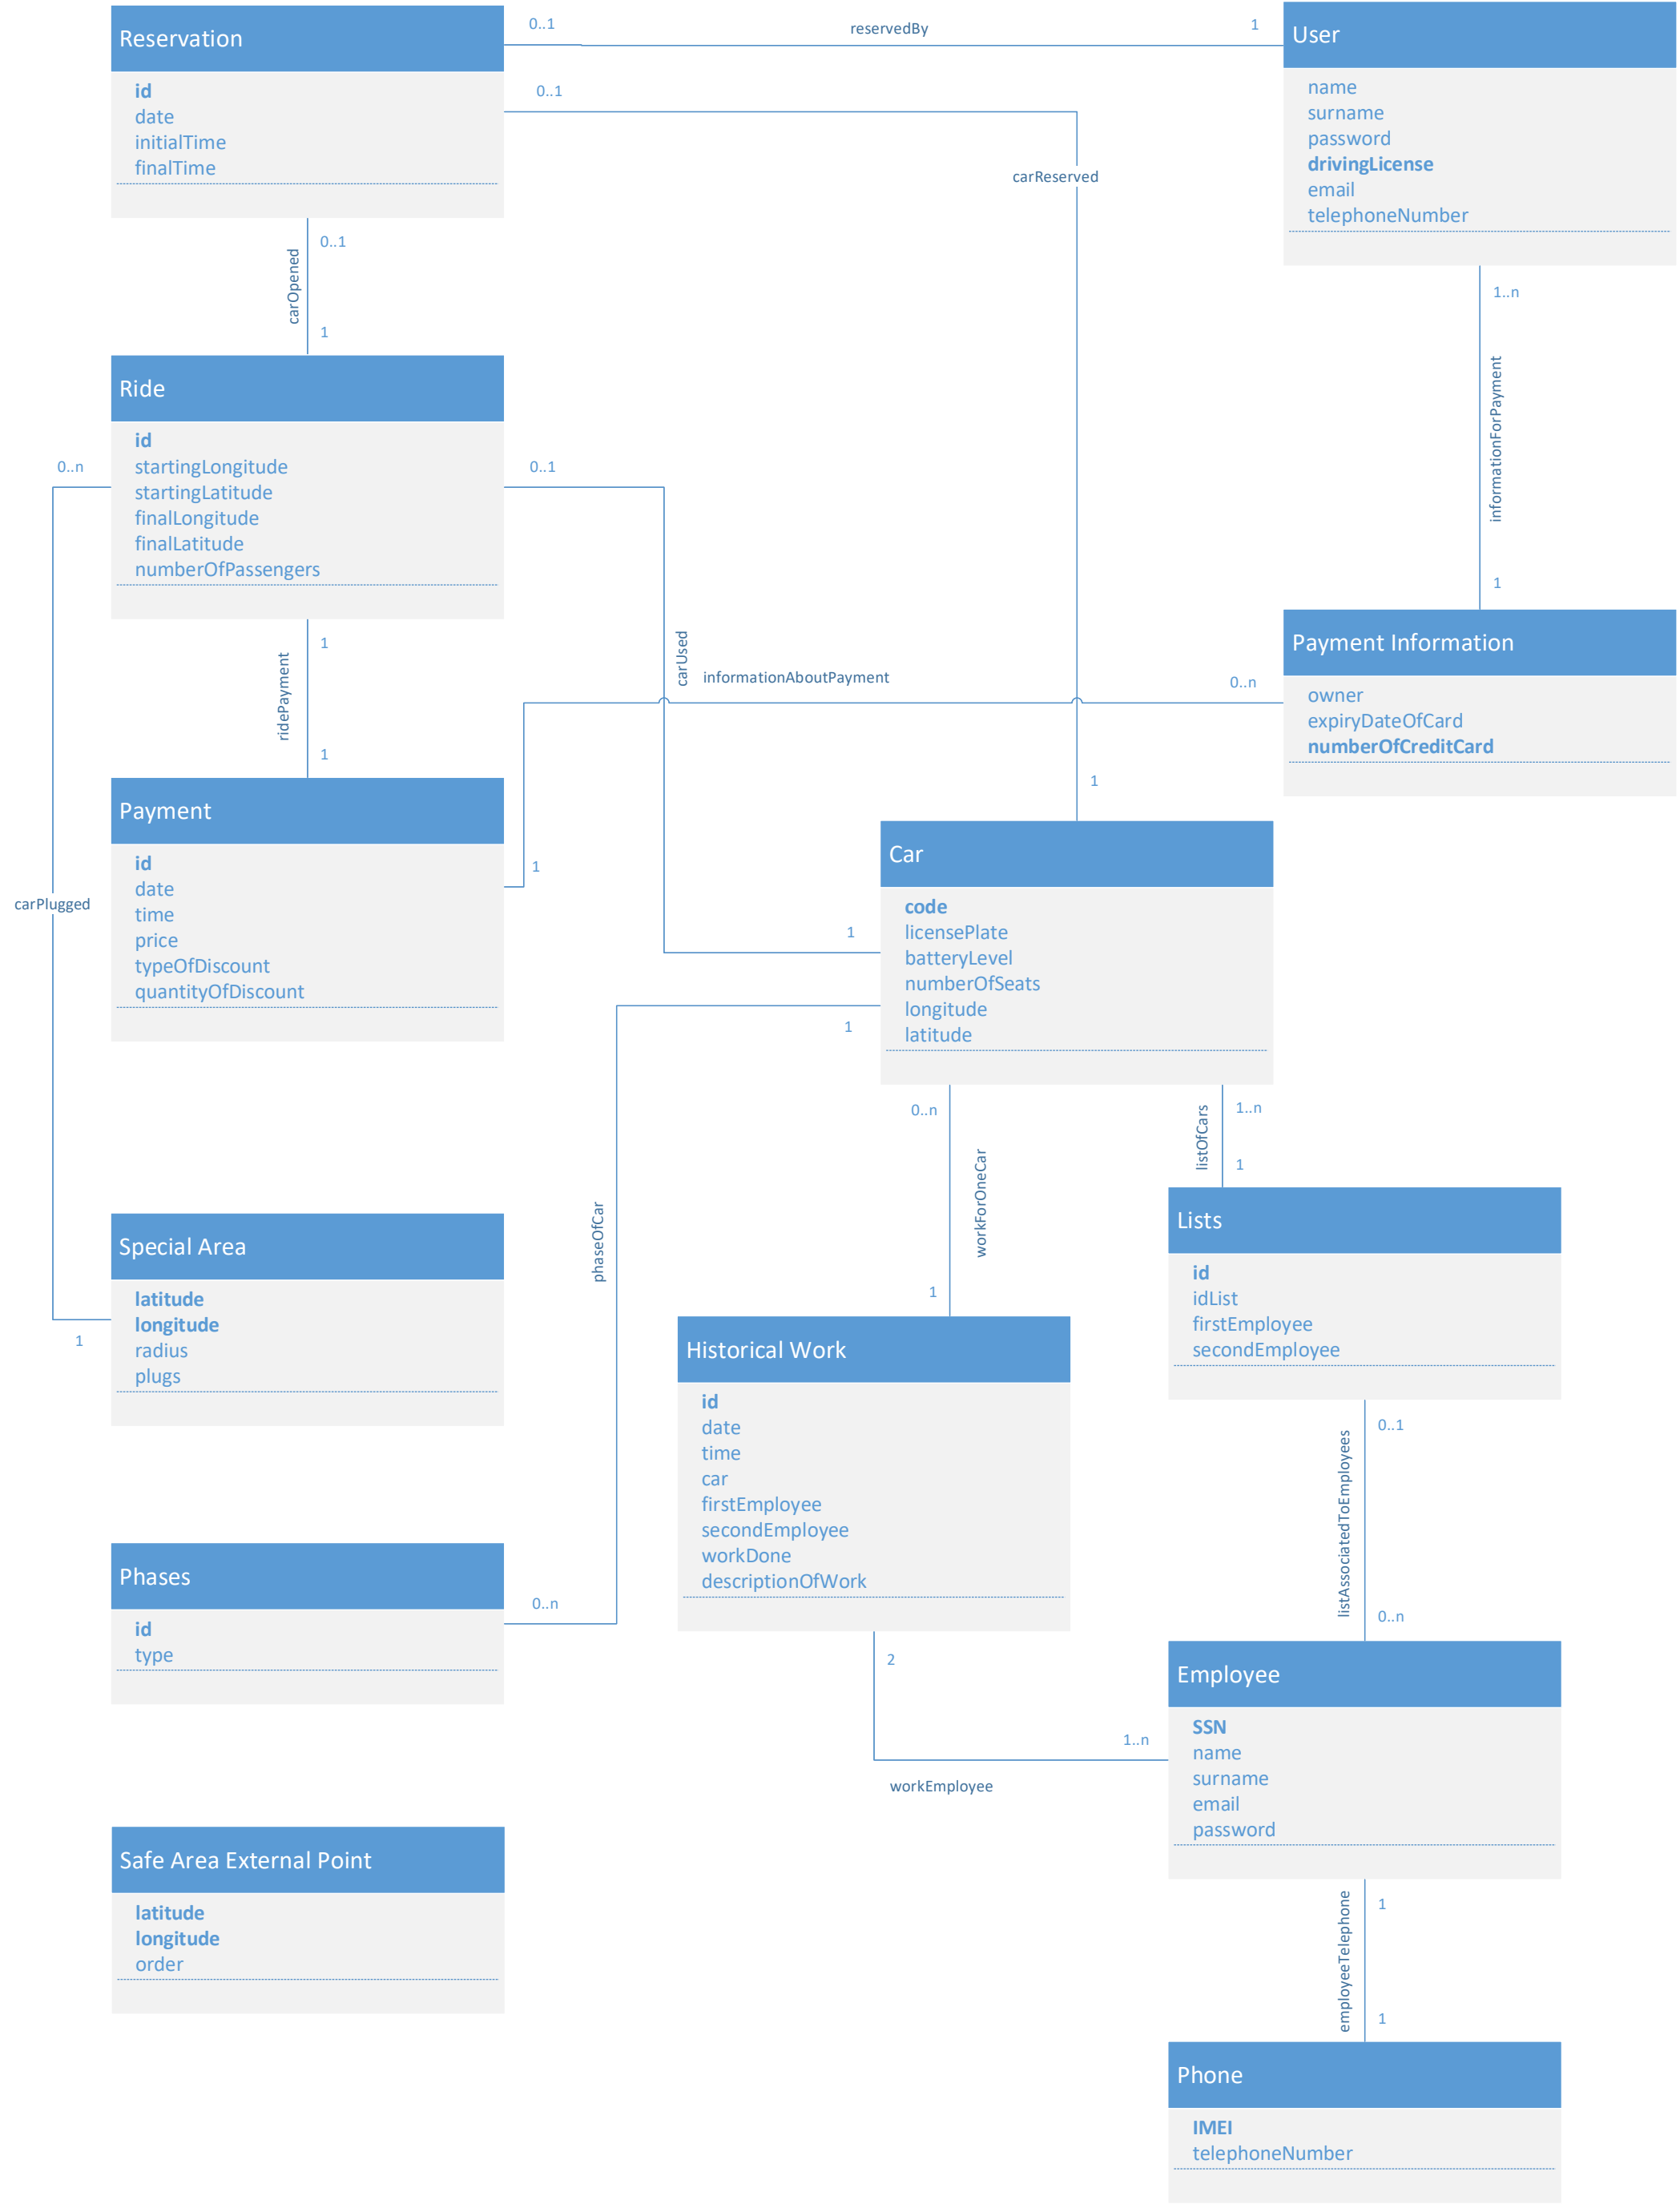 Reservation
id
date
initialTime
finalTime
0..1
reservedBy
1
User
name
surname
password
drivingLicense
email
telephoneNumber
0..1
carReserved
1
0..1
carOpened
1
1..n
informationForPayment
1
Ride
id
startingLongitude
startingLatitude
finalLongitude
finalLatitude
numberOfPassengers
0..n
carPlugged
1
0..1
carUsed
1
1
ridePayment
1
informationAboutPayment
0..n
1
Payment Information
owner
expiryDateOfCard
numberOfCreditCard
Payment
id
date
time
price
typeOfDiscount
quantityOfDiscount
Car
code
licensePlate
batteryLevel
numberOfSeats
longitude
latitude
1
phaseOfCar
0..n
0..n
workForOneCar
1
1..n
listOfCars
1
Special Area
latitude
longitude
radius
plugs
Lists
id
idList
firstEmployee
secondEmployee
Historical Work
id
date
time
car
firstEmployee
secondEmployee
workDone
descriptionOfWork
0..1
listAssociatedToEmployees
0..n
Phases
id
type
2
1..n
workEmployee
Employee
SSN
name
surname
email
password
Safe Area External Point
latitude
longitude
order
1
employeeTelephone
1
Phone
IMEI
telephoneNumber